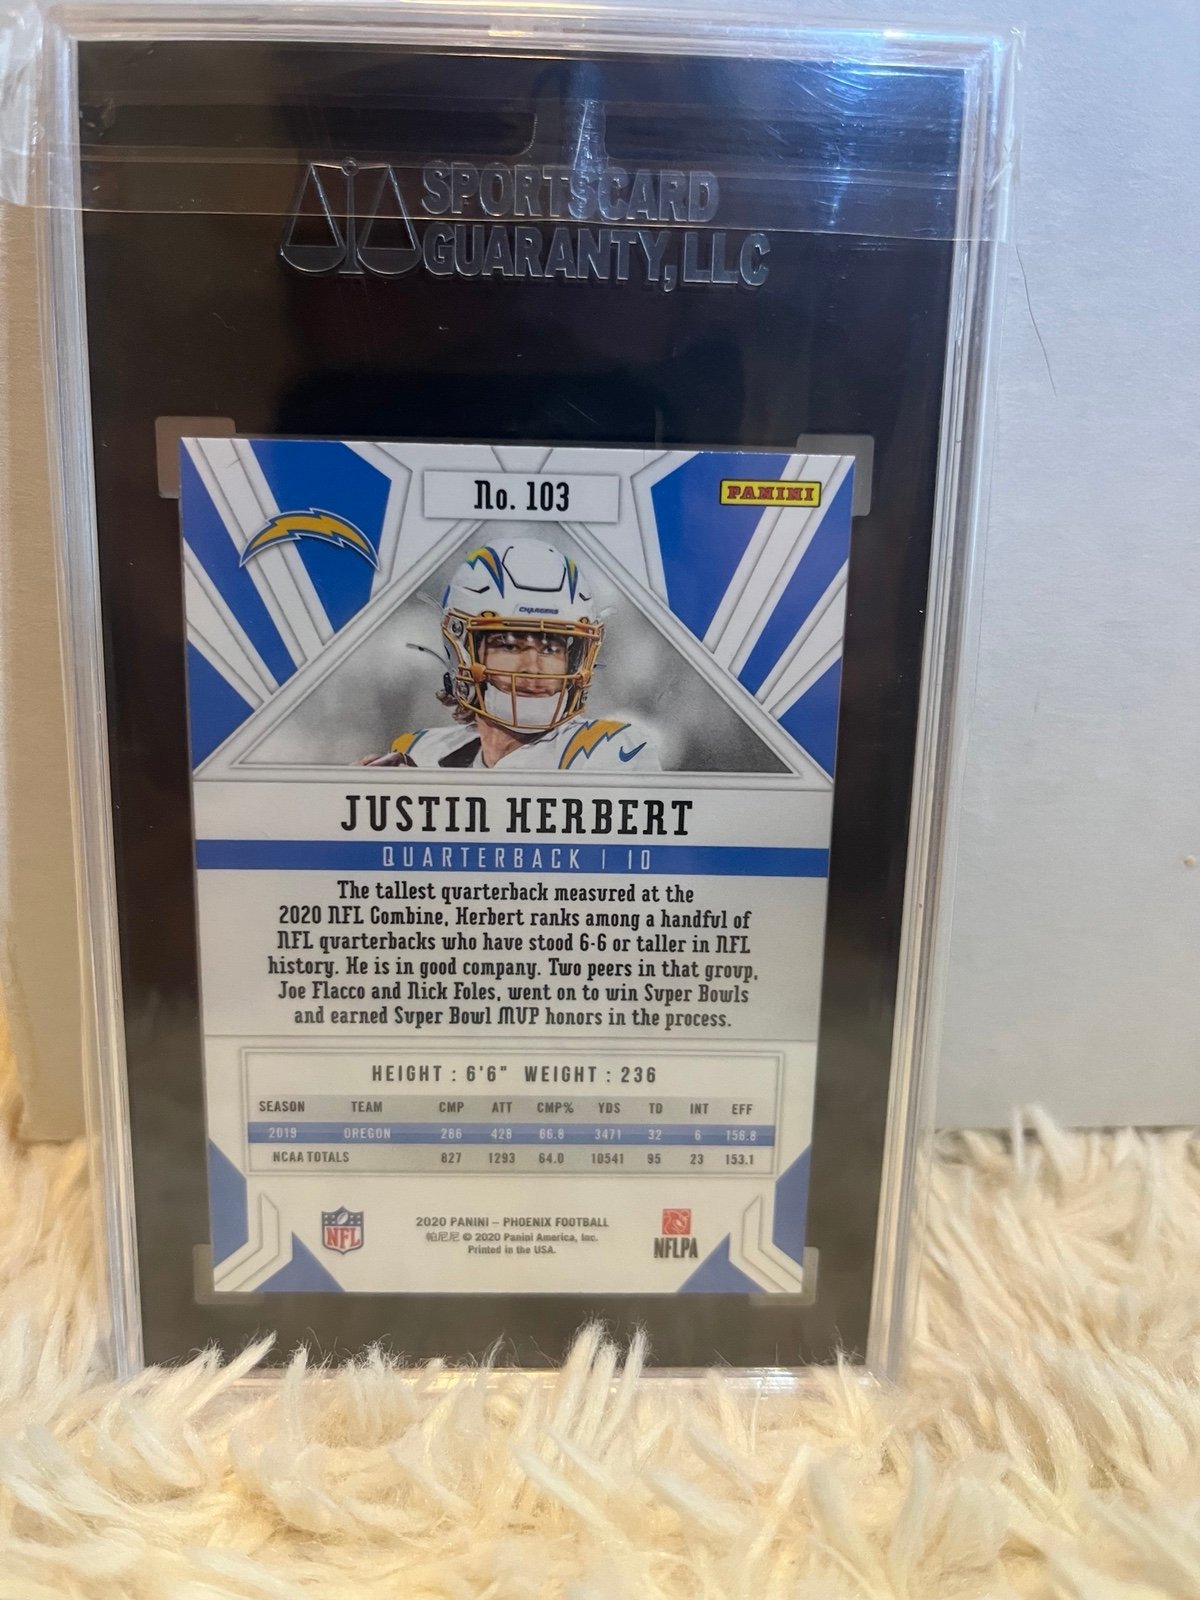 SPORTSCARD
GUARANTY, LLC
No. 103
PANINI
CHARGERS
JUSTIN HERBERT
QUARTERBACK | 10
The tallest quarterback measured at the
2020 NFL Combine, Herbert ranks among a handful of
NFL quarterbacks who have stood 6-6 or taller in NFL
history. He is in good company. Two peers in that group,
Joe Flacco and Nick Foles, went on to win Super Bowls
and earned Super Bowl MVP honors in the process.
HEIGHT : 6'6" WEIGHT : 236
SEASON TEAM CMP ATT CMP% YDS TD INT EFF
2019 OREGON 286 428 66.8 3471 32 6 156.8
NCAA TOTALS 827 1293 64.0 10541 95 23 153.1
NFL
2020 PANINI – PHOENIX FOOTBALL
帕尼尼 © 2020 Panini America, Inc.
Printed in the USA.
NFLPA